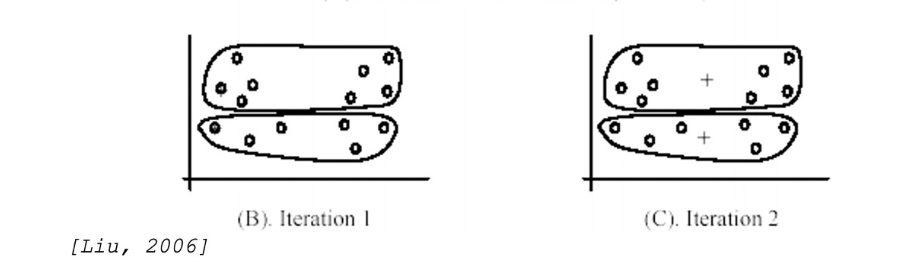 (B). Iteration 1
(C). Iteration 2
[Liu, 2006]